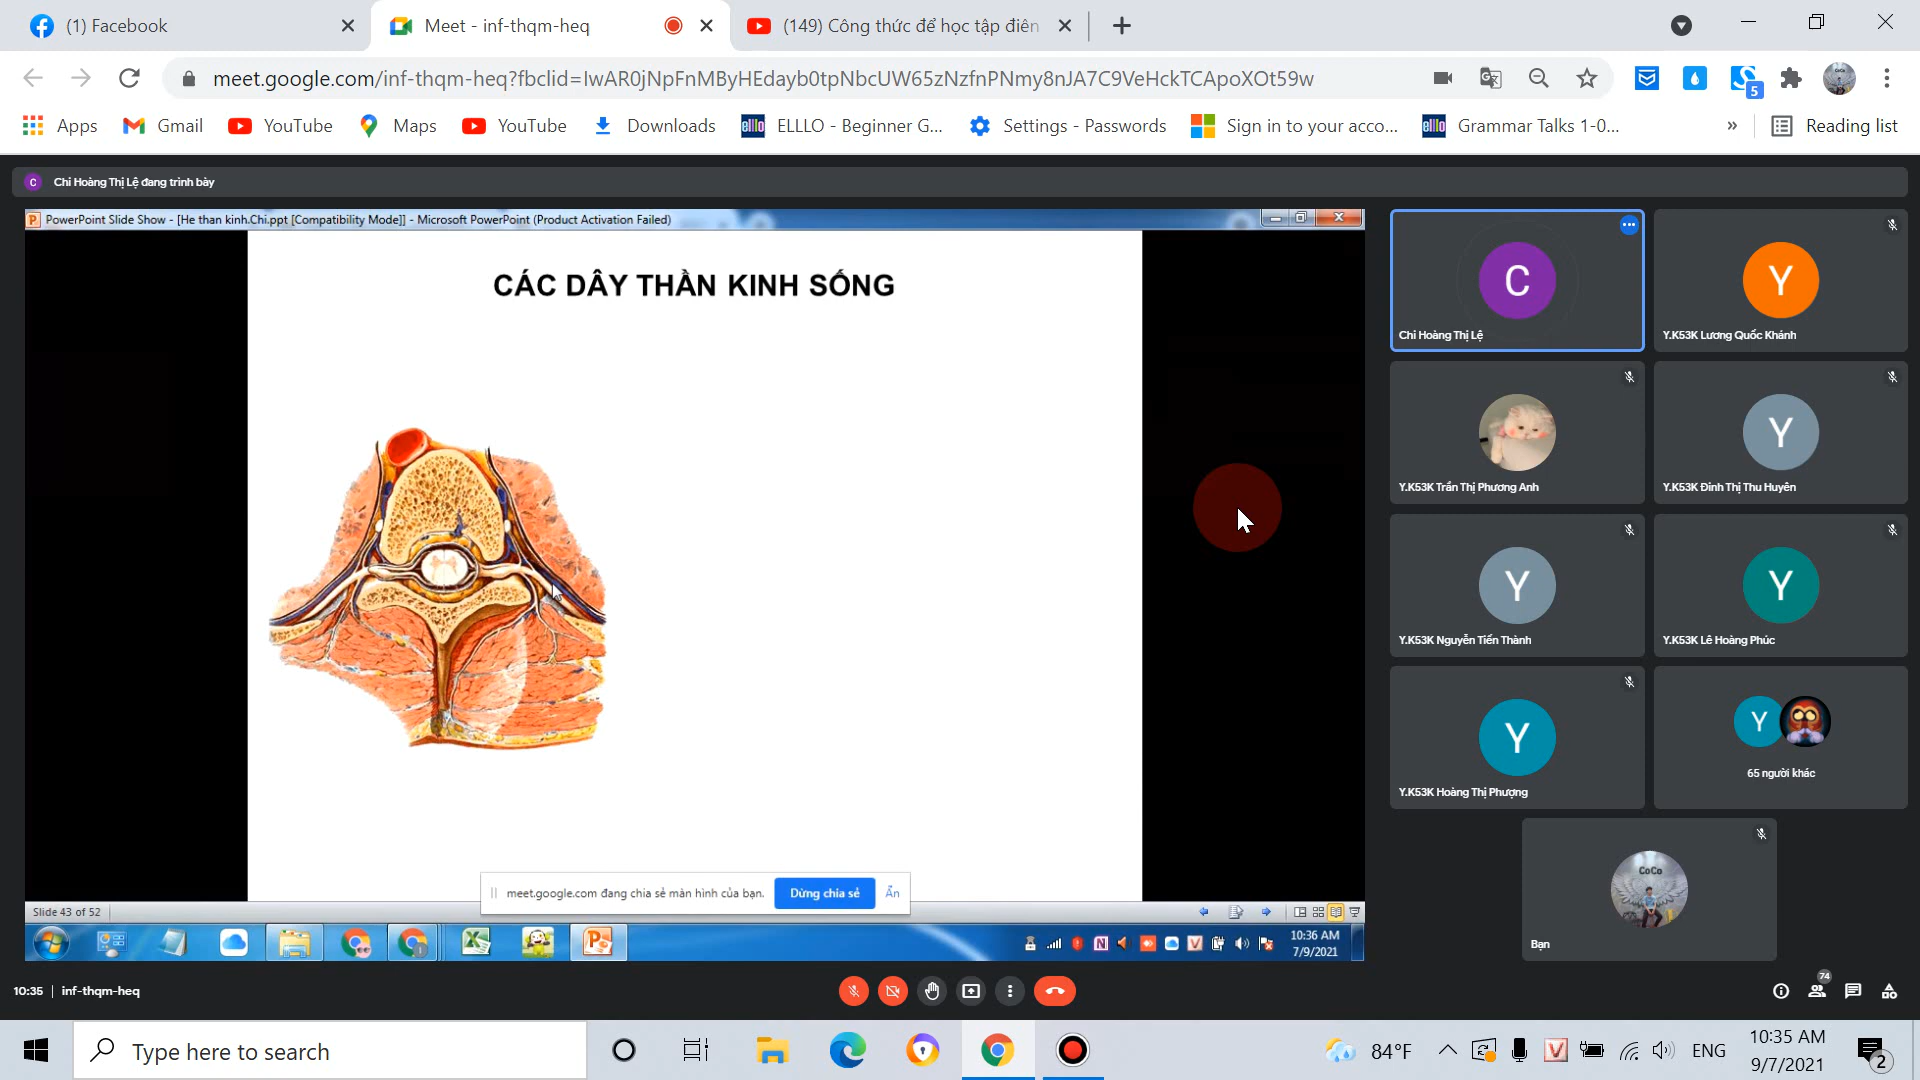 (1) Facebook
Meet - inf-thqm-heq
(149) Công thức để học tập điên
meet.google.com/inf-thqm-heq?fbclid=IwAR0jNpFnMByHEdayb0tpNbcUW65zNzfnPNmy8nJA7C9VeHckTCApoXOt59w
5
Apps
Gmail
YouTube
Maps
YouTube
Downloads
elllo
ELLLO - Beginner G...
Settings - Passwords
Sign in to your acco...
elllo
Grammar Talks 1-0...
»
Reading list
C
Chi Hoàng Thị Lệ đang trình bày
PowerPoint Slide Show - [He than kinh.Chi.ppt [Compatibility Mode]] - Microsoft PowerPoint (Product Activation Failed)
CÁC DÂY THẦN KINH SỐNG
meet.google.com đang chia sẻ màn hình của bạn.
Dừng chia sẻ
Ẩn
Slide 43 of 52
10:36 AM
7/9/2021
C
Chi Hoàng Thị Lệ
Y
Y.K53K Lương Quốc Khánh
Y.K53K Trần Thị Phương Anh
Y
Y.K53K Đinh Thị Thu Huyên
Y
Y.K53K Nguyễn Tiến Thành
Y
Y.K53K Lê Hoàng Phúc
Y
Y.K53K Hoàng Thị Phượng
Y
65 người khác
CoCo
Bạn
10:35 | inf-thqm-heq
74
Type here to search
84°F
ENG
10:35 AM
9/7/2021
2